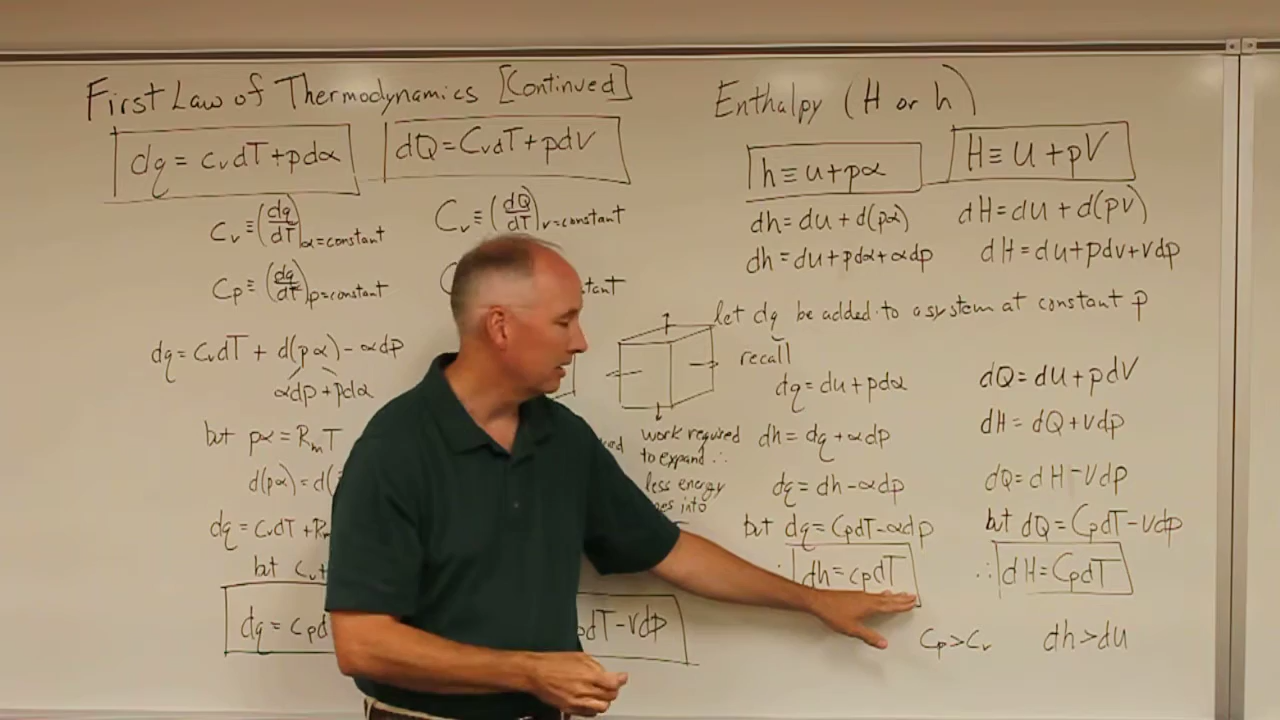 First Law of Thermodynamics [Continued]
dq = CvdT + pdα
dQ = CvdT + pdV
Cv ≡ (dq/dT)α=constant
Cv ≡ (dQ/dT)V=constant
Cp ≡ (dq/dT)p=constant
dq = CvdT + d(pα) - αdp
αdp + pdα
but pα = RmT
d(pα) = d(
dq = CvdT + Rm
but Cv+
dq = Cpd
pdT - Vdp
work required
to expand ∴
less energy
into
Enthalpy (H or h)
h ≡ u + pα
H ≡ U + pV
dh = du + d(pα)
dH = dU + d(pV)
dh = du + pdα + αdp
dH = dU + pdV + Vdp
let dq be added to a system at constant p
recall
dq = du + pdα
dQ = dU + pdV
dh = dq + αdp
dH = dQ + Vdp
dq = dh - αdp
dQ = dH - Vdp
but dq = CpdT - αdp
but dQ = CpdT - Vdp
∴ dh = cpdT
∴ dH = CpdT
Cp > Cv
dh > du